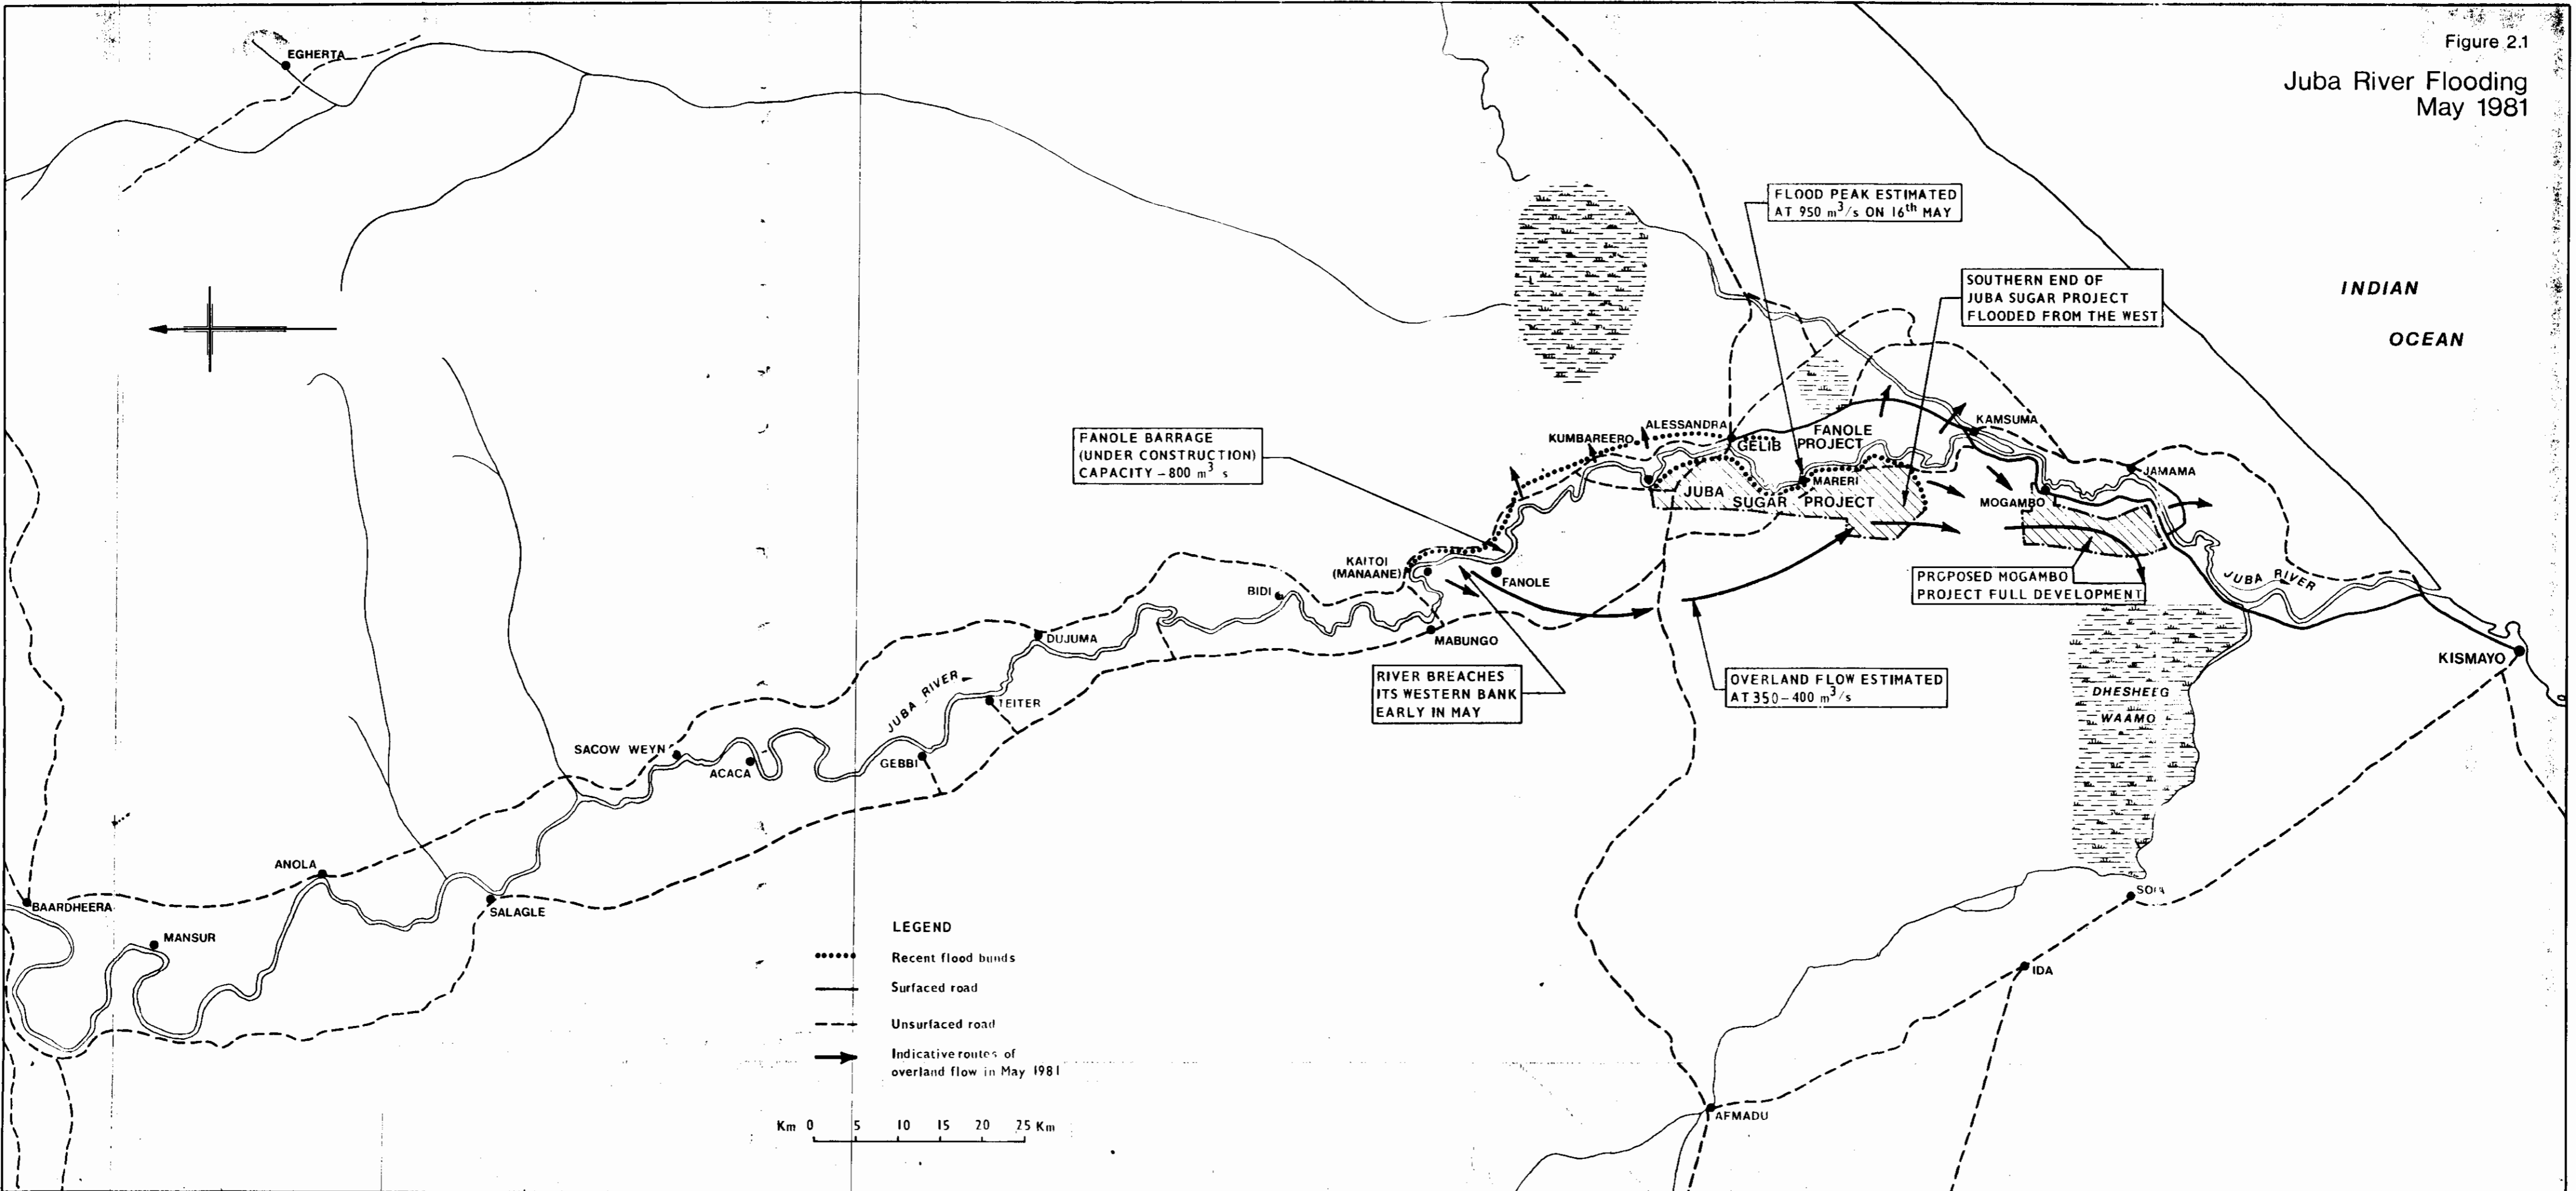 Figure 2.1
Juba River Flooding
May 1981
EGHERTA
FLOOD PEAK ESTIMATED
AT 950 m³/s ON 16th MAY
SOUTHERN END OF
JUBA SUGAR PROJECT
FLOODED FROM THE WEST
INDIAN
OCEAN
FANOLE BARRAGE
(UNDER CONSTRUCTION)
CAPACITY – 800 m³ s
KUMBAREERO
ALESSANDRA
GELIB
FANOLE
PROJECT
KAMSUMA
JAMAMA
MARERI
JUBA
SUGAR PROJECT
MOGAMBO
KAITOI
(MANAANE)
FANOLE
PROPOSED MOGAMBO
PROJECT FULL DEVELOPMENT
JUBA RIVER
BIDI
DUJUMA
MABUNGO
KISMAYO
RIVER BREACHES
ITS WESTERN BANK
EARLY IN MAY
OVERLAND FLOW ESTIMATED
AT 350–400 m³/s
DHESHEEG
WAAMO
JUBA RIVER
TEITER
SACOW WEYN
ACACA
GEBBI
ANOLA
BAARDHEERA
SALAGLE
MANSUR
IDA
AFMADU
LEGEND
Recent flood bunds
Surfaced road
Unsurfaced road
Indicative routes of
overland flow in May 1981
Km 0 5 10 15 20 25 Km